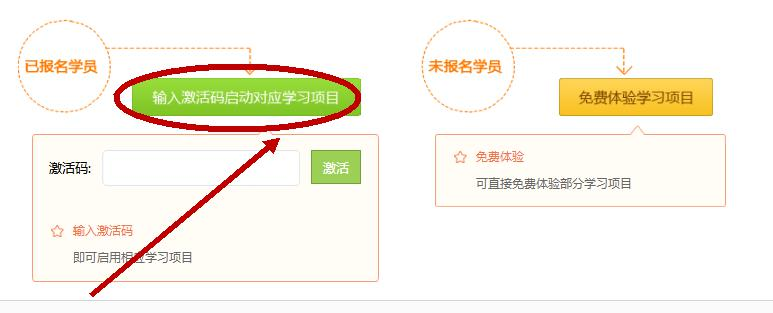 已报名学员
输入激活码启动对应学习项目
激活码:
激活
输入激活码
即可启用相应学习项目
未报名学员
免费体验学习项目
免费体验
可直接免费体验部分学习项目